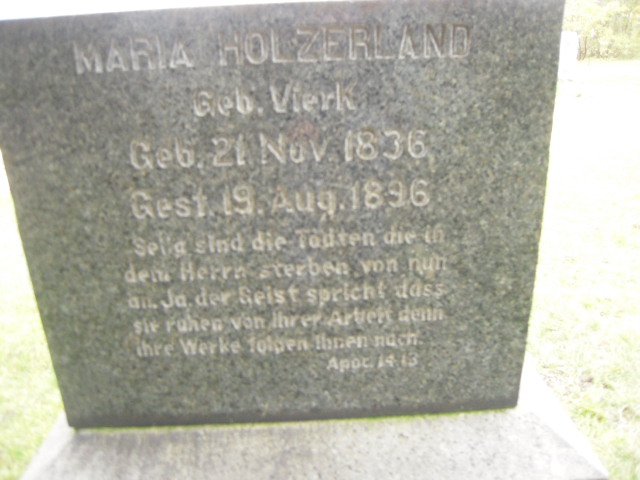 MARIA HOLZERLAND
Geb. Vierk
Geb. 21. Nov. 1836
Gest. 19. Aug. 1896
Selig sind die Todten die in
dem Herrn sterben von nun
an. Ja, der Geist spricht dass
sie ruhen von ihrer Arbeit denn
ihre Werke folgen ihnen nach.
Apoc. 14.13